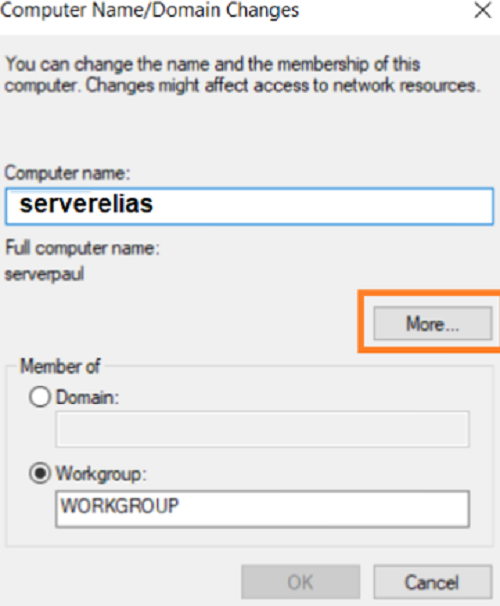 Computer Name/Domain Changes
You can change the name and the membership of this
computer. Changes might affect access to network resources.
Computer name:
serverelias
Full computer name:
serverpaul
More...
Member of
Domain:
Workgroup:
WORKGROUP
OK
Cancel